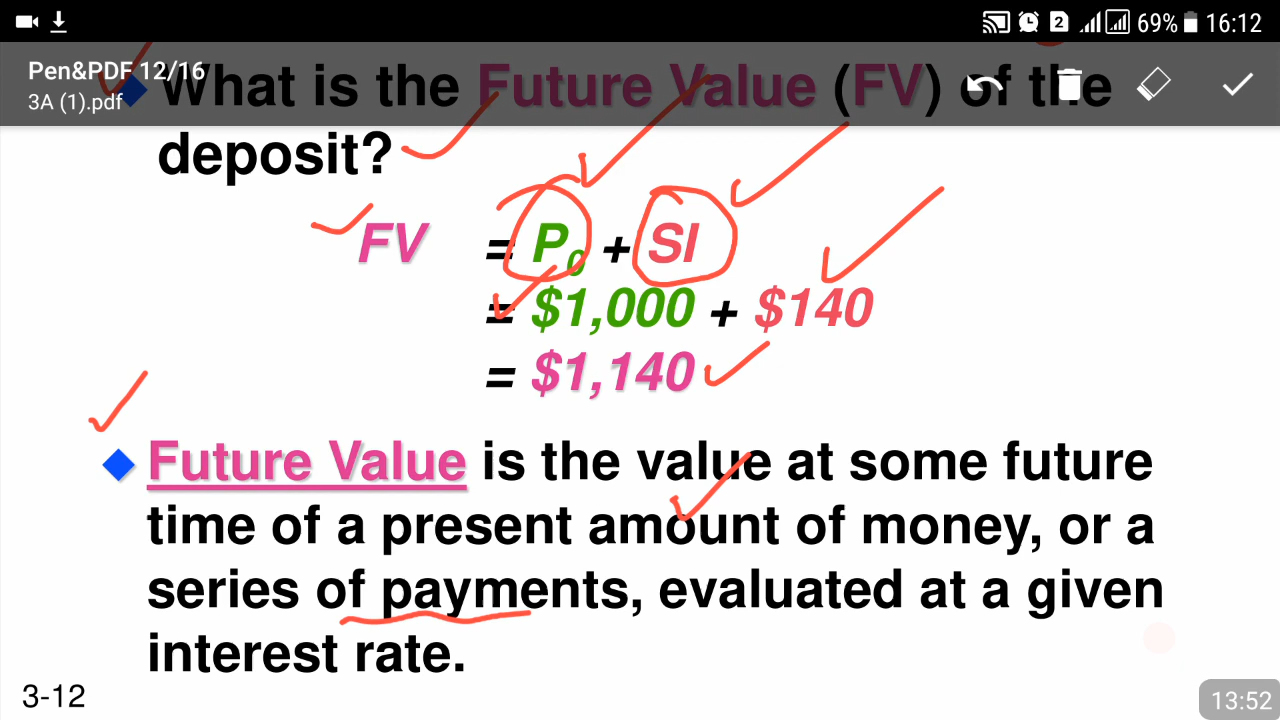 2 69% 16:12
Pen&PDF 12/16
3A (1).pdf
What is the Future Value (FV) of the
deposit?
FV = P0 + SI
= $1,000 + $140
= $1,140
Future Value is the value at some future
time of a present amount of money, or a
series of payments, evaluated at a given
interest rate.
3-12
13:52